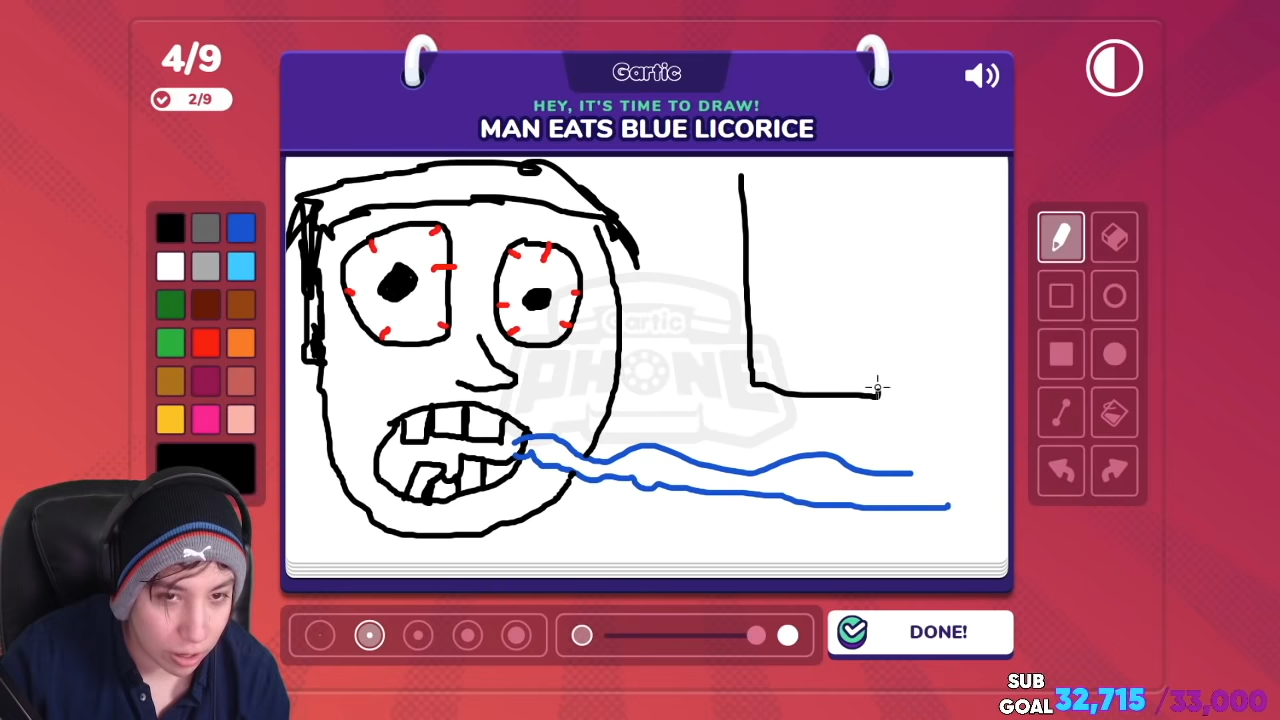 4/9
2/9
Gartic
HEY, IT'S TIME TO DRAW!
MAN EATS BLUE LICORICE
Gartic
PHONE
PUMA
DONE!
SUB
GOAL 32,715 / 33,000